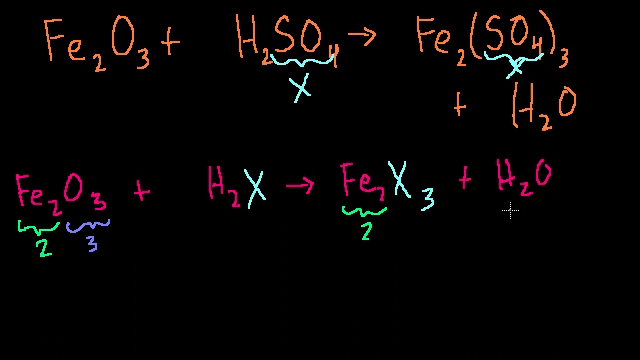 Fe₂O₃ + H₂SO₄ → Fe₂(SO₄)₃
X X
+ H₂O
Fe₂O₃ + H₂X → Fe₂X₃ + H₂O
2 3 2